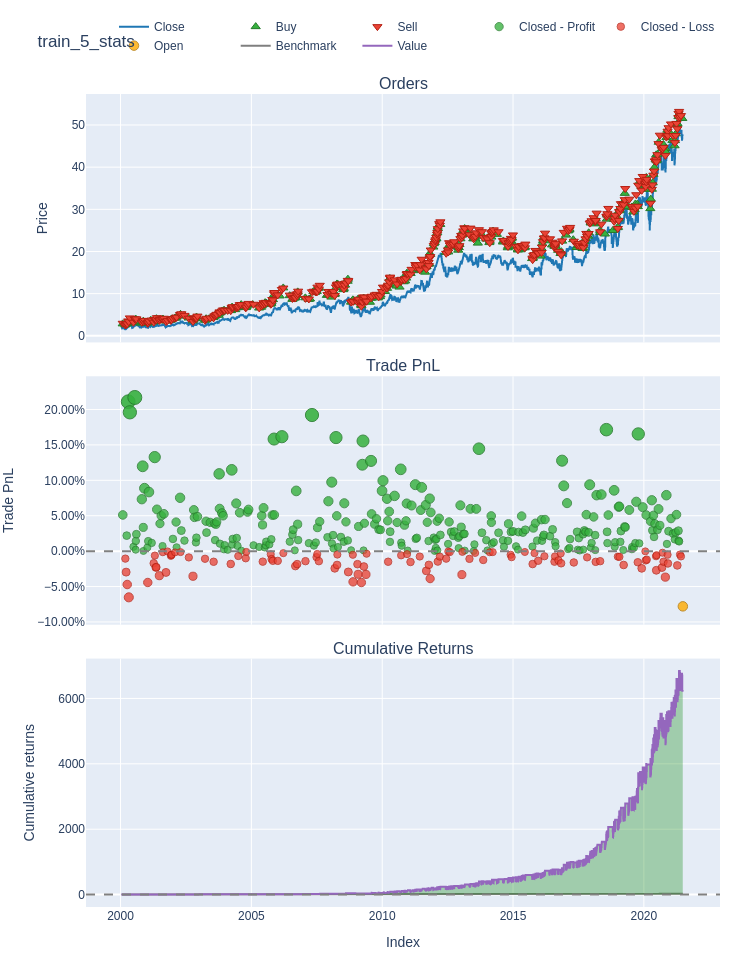 train_5_stats
Close
Buy
Sell
Closed - Profit
Closed - Loss
Open
Benchmark
Value
Orders
50
40
30
20
10
0
Price
Trade PnL
20.00%
15.00%
10.00%
5.00%
0.00%
−5.00%
−10.00%
Trade PnL
Cumulative Returns
6000
4000
2000
0
Cumulative returns
2000
2005
2010
2015
2020
Index